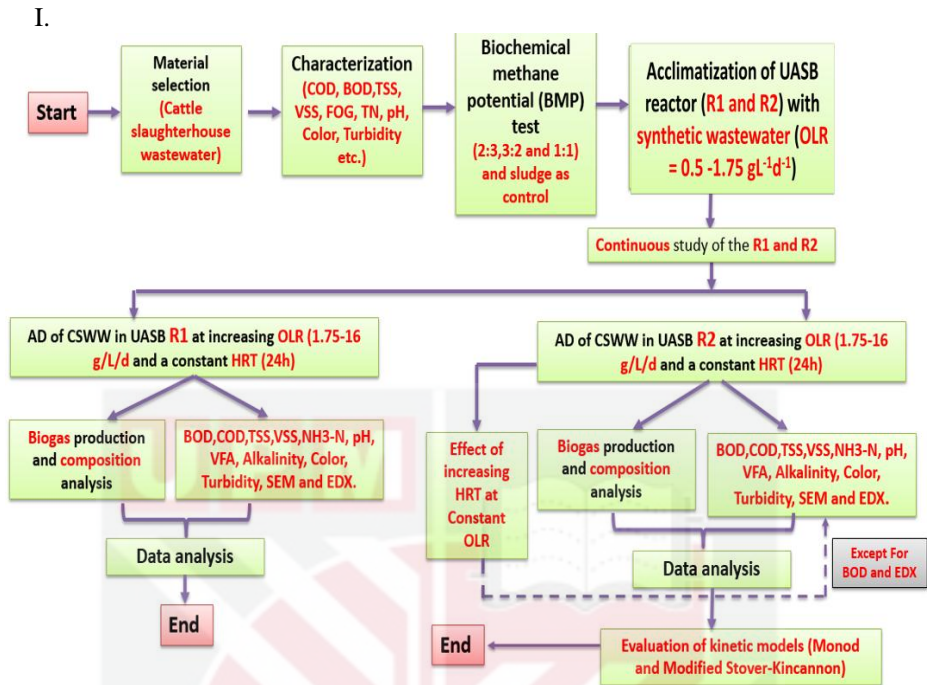 I.
Start
Material
selection
(Cattle
slaughterhouse
wastewater)
Characterization
(COD, BOD,TSS,
VSS, FOG, TN, pH,
Color, Turbidity
etc.)
Biochemical
methane
potential (BMP)
test
(2:3,3:2 and 1:1)
and sludge as
control
Acclimatization of UASB
reactor (R1 and R2) with
synthetic wastewater (OLR
= 0.5 -1.75 gL⁻¹d⁻¹)
Continuous study of the R1 and R2
AD of CSWW in UASB R1 at increasing OLR (1.75-16
g/L/d and a constant HRT (24h)
Biogas production
and composition
analysis
BOD,COD,TSS,VSS,NH3-N, pH,
VFA, Alkalinity, Color,
Turbidity, SEM and EDX.
Data analysis
End
AD of CSWW in UASB R2 at increasing OLR (1.75-16
g/L/d and a constant HRT (24h)
Effect of
increasing
HRT at
Constant
OLR
Biogas production
and composition
analysis
BOD,COD,TSS,VSS,NH3-N, pH,
VFA, Alkalinity, Color,
Turbidity, SEM and EDX.
Except For
BOD and EDX
Data analysis
End
Evaluation of kinetic models (Monod
and Modified Stover-Kincannon)